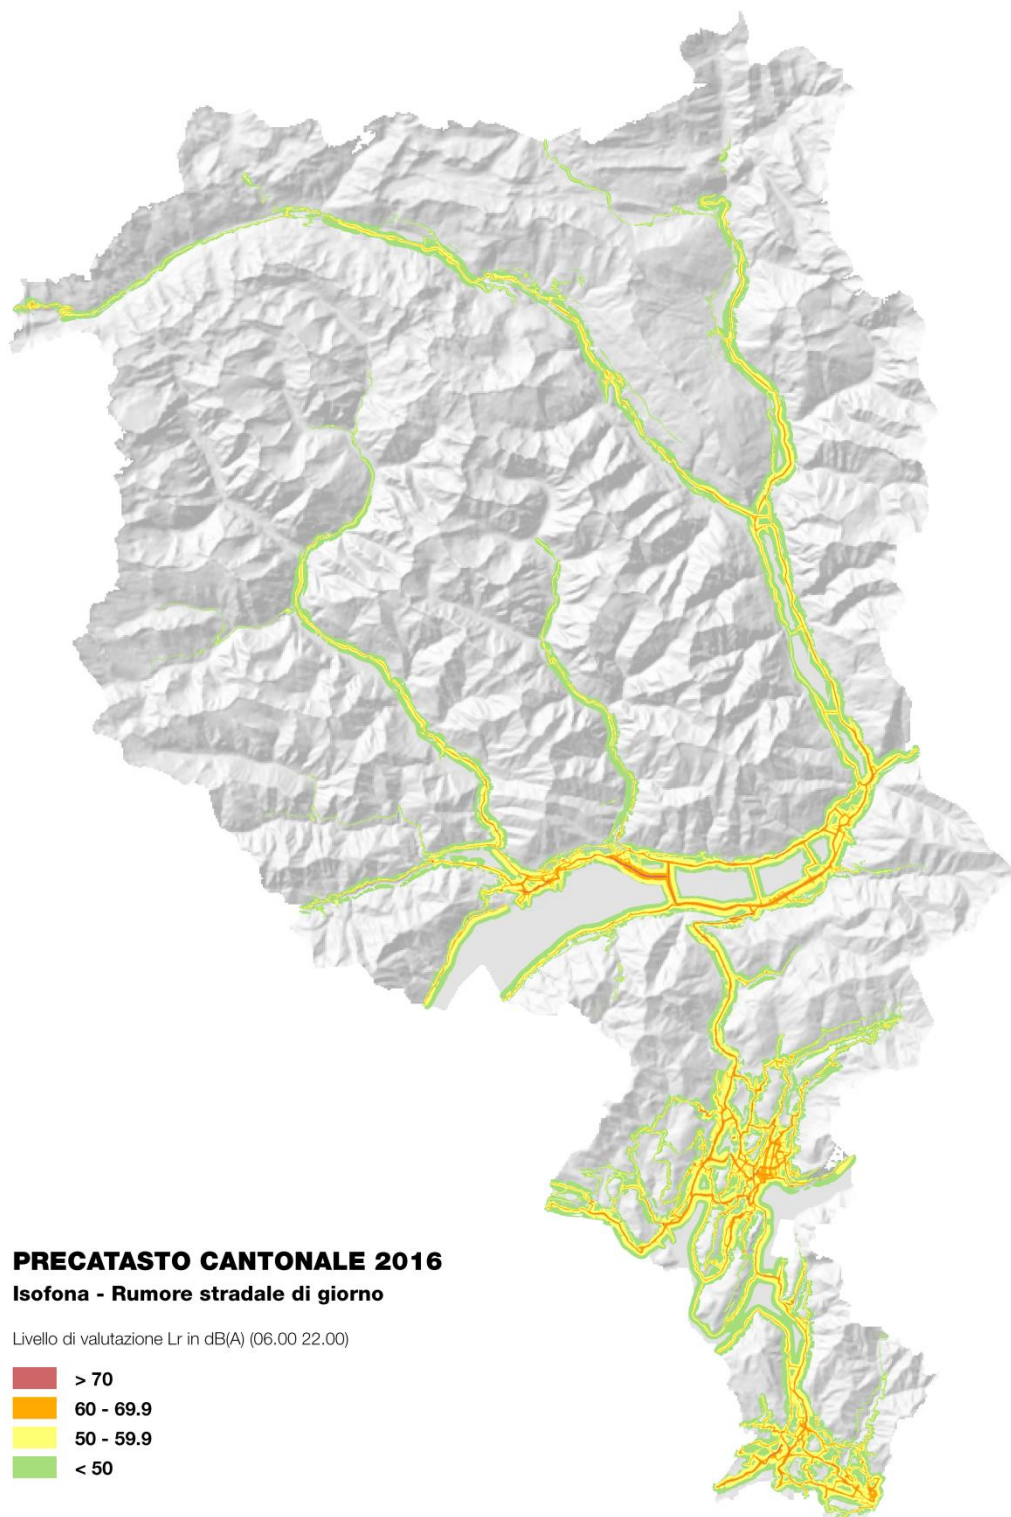 PRECATASTO CANTONALE 2016
Isofona - Rumore stradale di giorno
Livello di valutazione Lr in dB(A) (06.00 22.00)
> 70
60 - 69.9
50 - 59.9
< 50